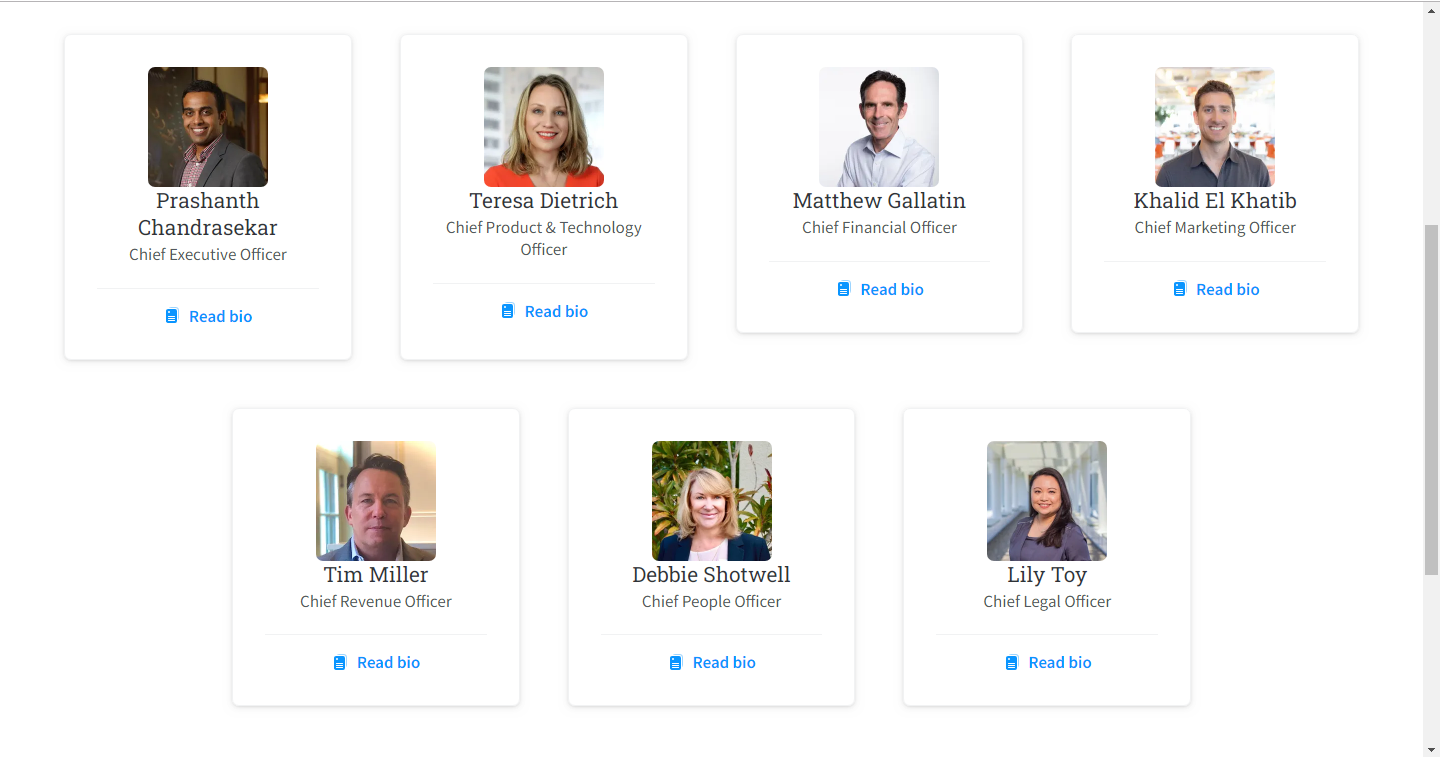 Prashanth
Chandrasekar
Chief Executive Officer
Read bio
Teresa Dietrich
Chief Product & Technology
Officer
Read bio
Matthew Gallatin
Chief Financial Officer
Read bio
Khalid El Khatib
Chief Marketing Officer
Read bio
Tim Miller
Chief Revenue Officer
Read bio
Debbie Shotwell
Chief People Officer
Read bio
Lily Toy
Chief Legal Officer
Read bio